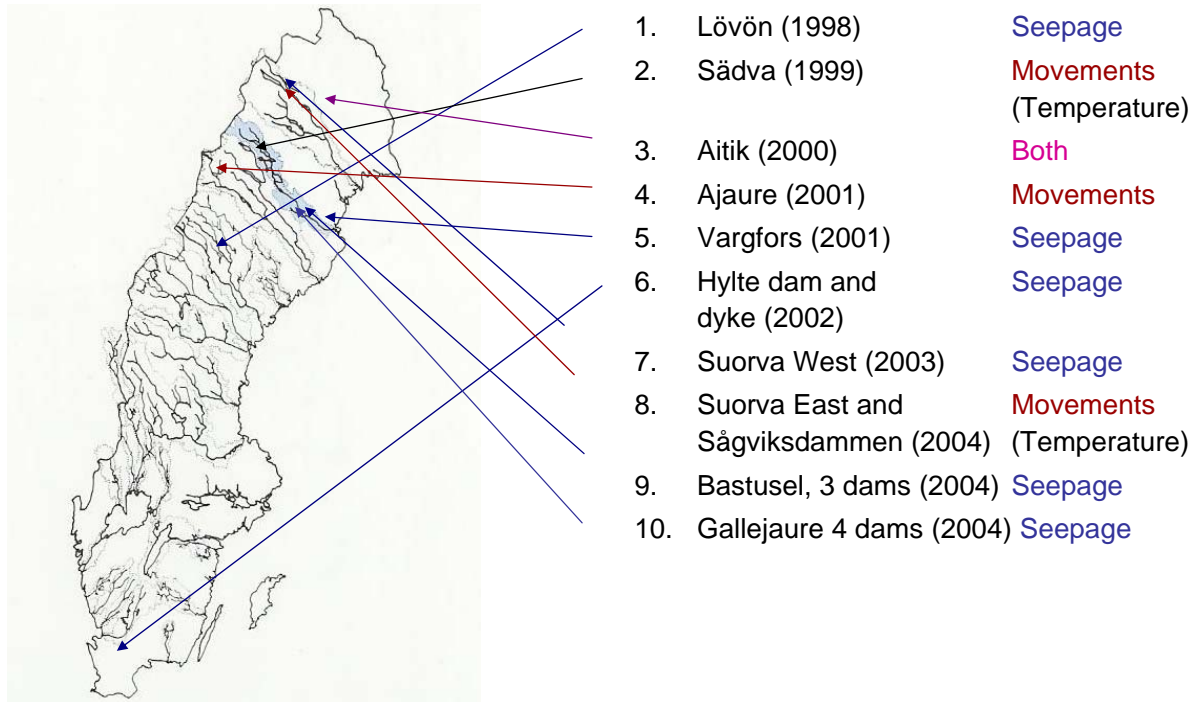 1. Lövön (1998) Seepage
2. Sädva (1999) Movements
(Temperature)
3. Aitik (2000) Both
4. Ajaure (2001) Movements
5. Vargfors (2001) Seepage
6. Hylte dam and Seepage
dyke (2002)
7. Suorva West (2003) Seepage
8. Suorva East and Movements
Sågviksdammen (2004) (Temperature)
9. Bastusel, 3 dams (2004) Seepage
10. Gallejaure 4 dams (2004) Seepage